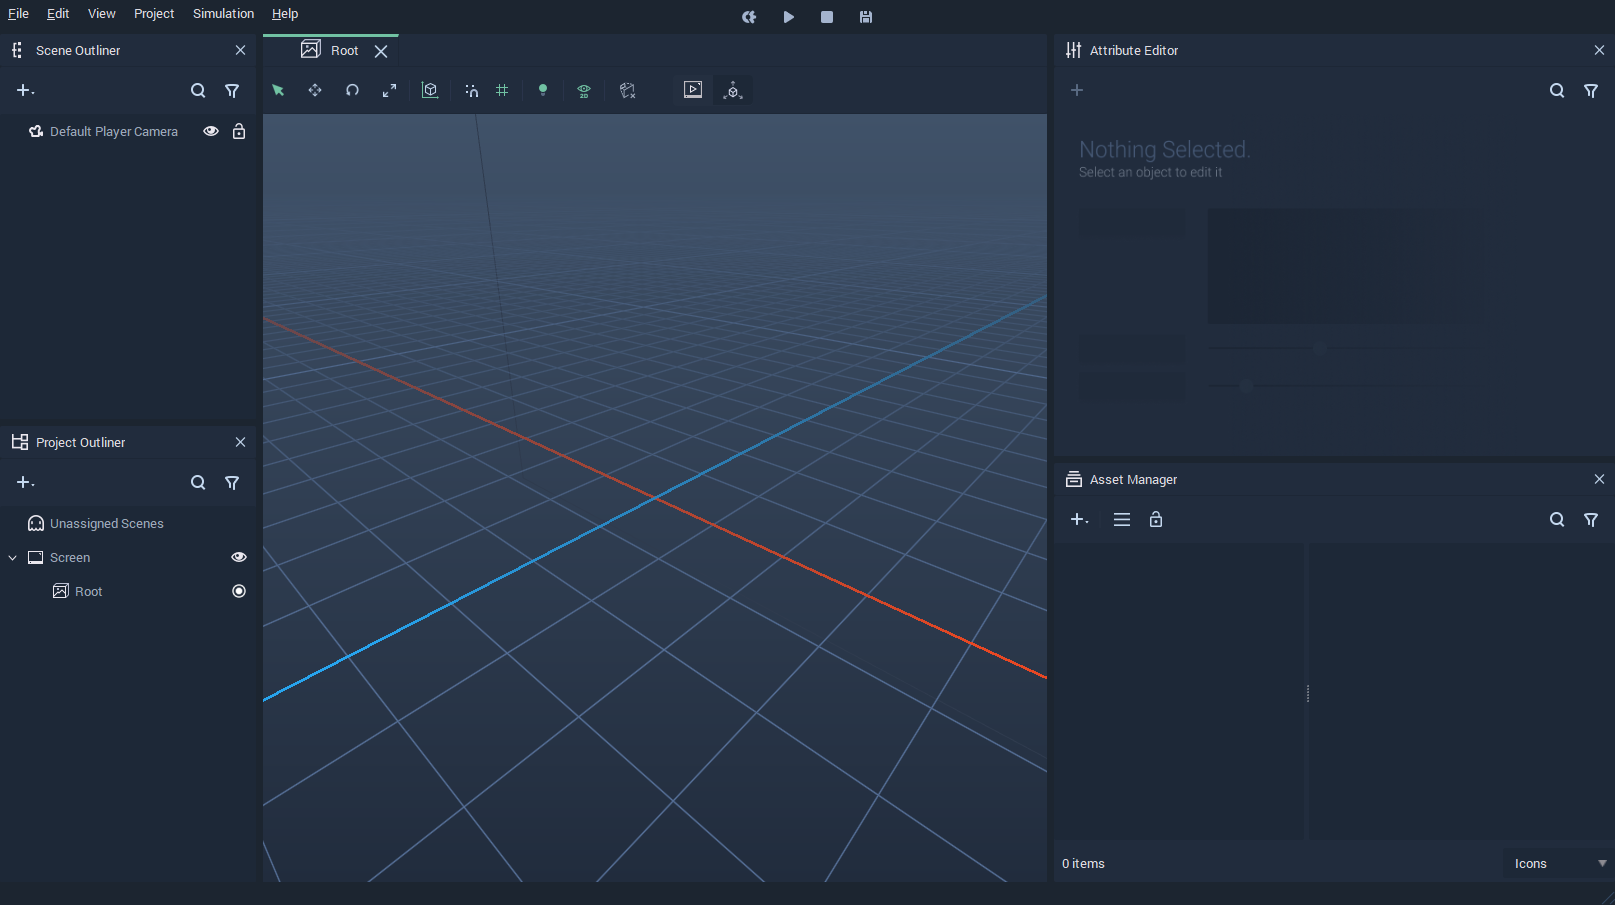 File Edit View Project Simulation Help
Scene Outliner
Default Player Camera
Root
2D
Project Outliner
Unassigned Scenes
Screen
Root
Attribute Editor
Nothing Selected.
Select an object to edit it
Asset Manager
0 items
Icons